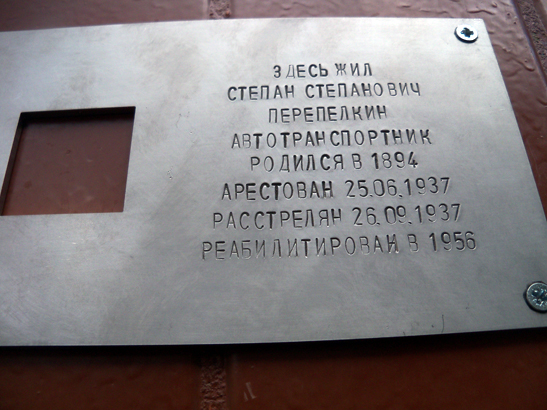 ЗДЕСЬ ЖИЛ
СТЕПАН СТЕПАНОВИЧ
ПЕРЕПЕЛКИН
АВТОТРАНСПОРТНИК
РОДИЛСЯ В 1894
АРЕСТОВАН 25.06.1937
РАССТРЕЛЯН 26.09.1937
РЕАБИЛИТИРОВАН В 1956